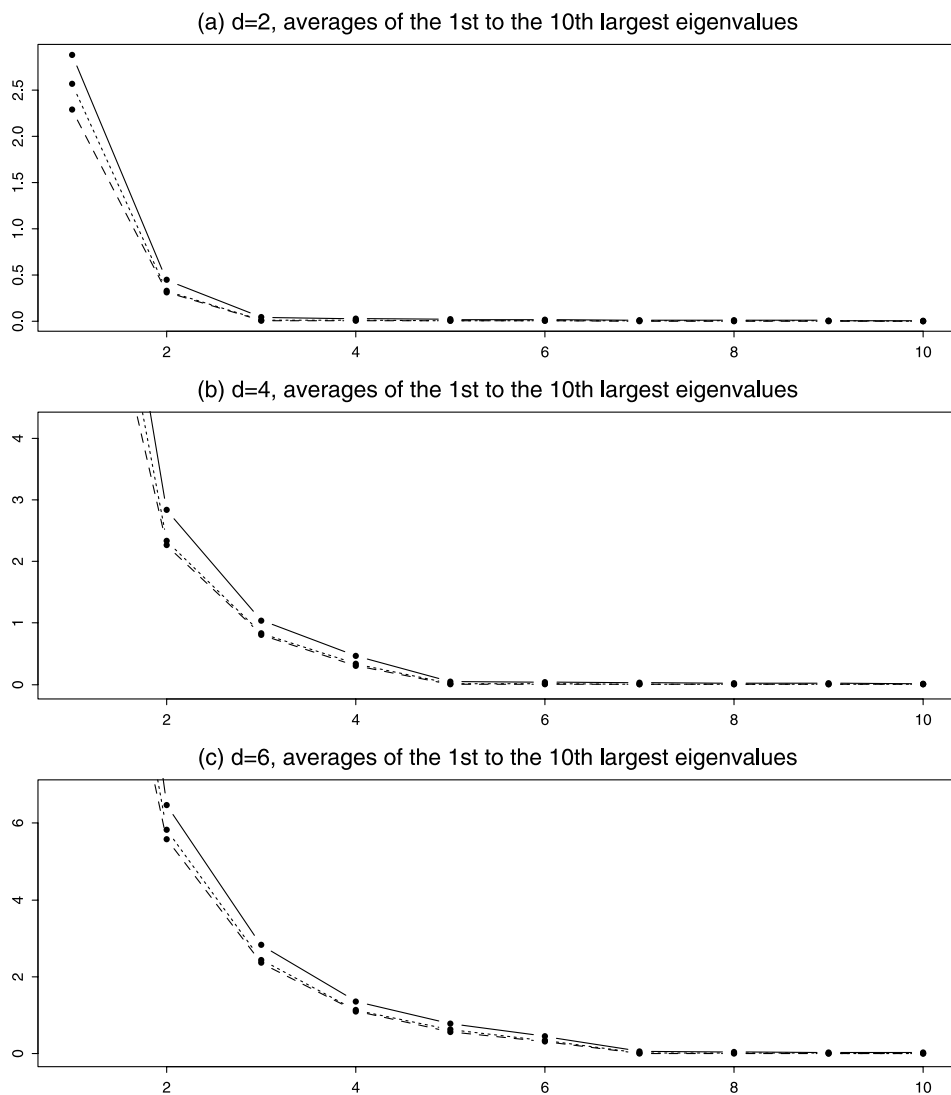 (a) d=2, averages of the 1st to the 10th largest eigenvalues
2.5
2.0
1.5
1.0
0.5
0.0
2 4 6 8 10
(b) d=4, averages of the 1st to the 10th largest eigenvalues
4
3
2
1
0
2 4 6 8 10
(c) d=6, averages of the 1st to the 10th largest eigenvalues
6
4
2
0
2 4 6 8 10